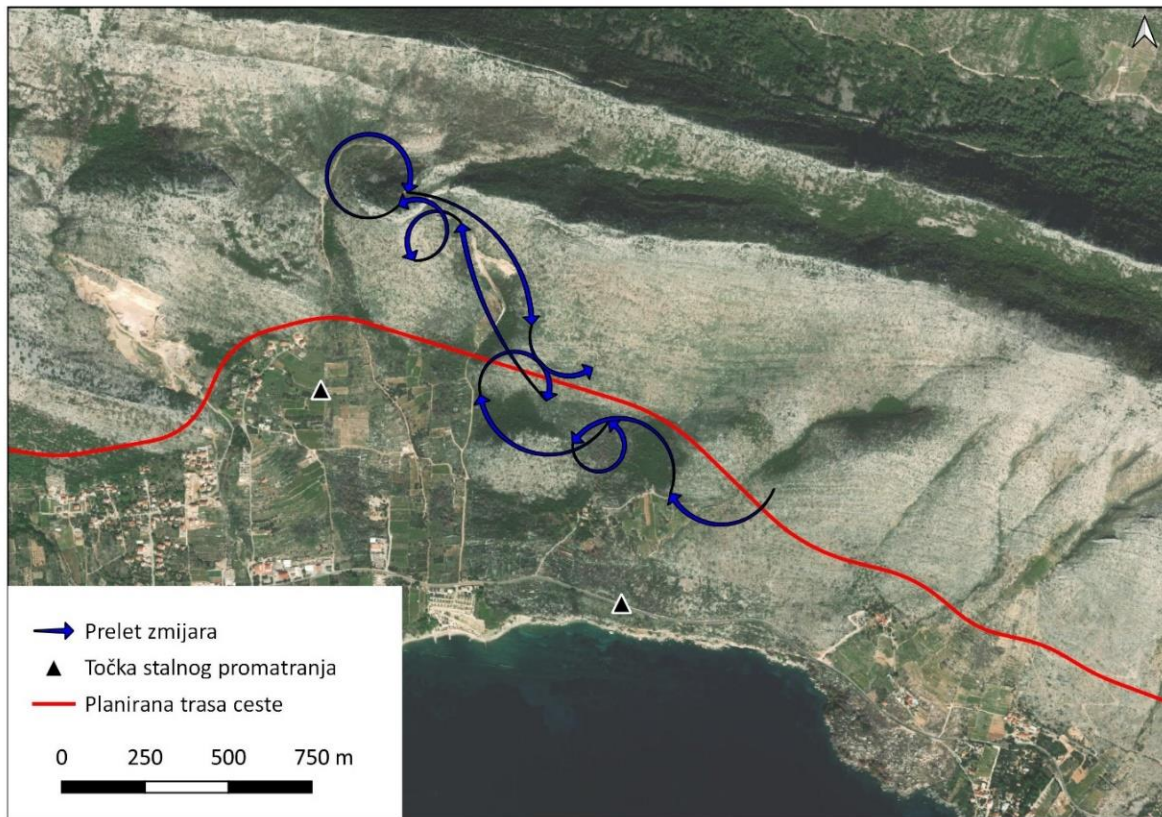 Prelet zmijara
Točka stalnog promatranja
Planirana trasa ceste
0 250 500 750 m